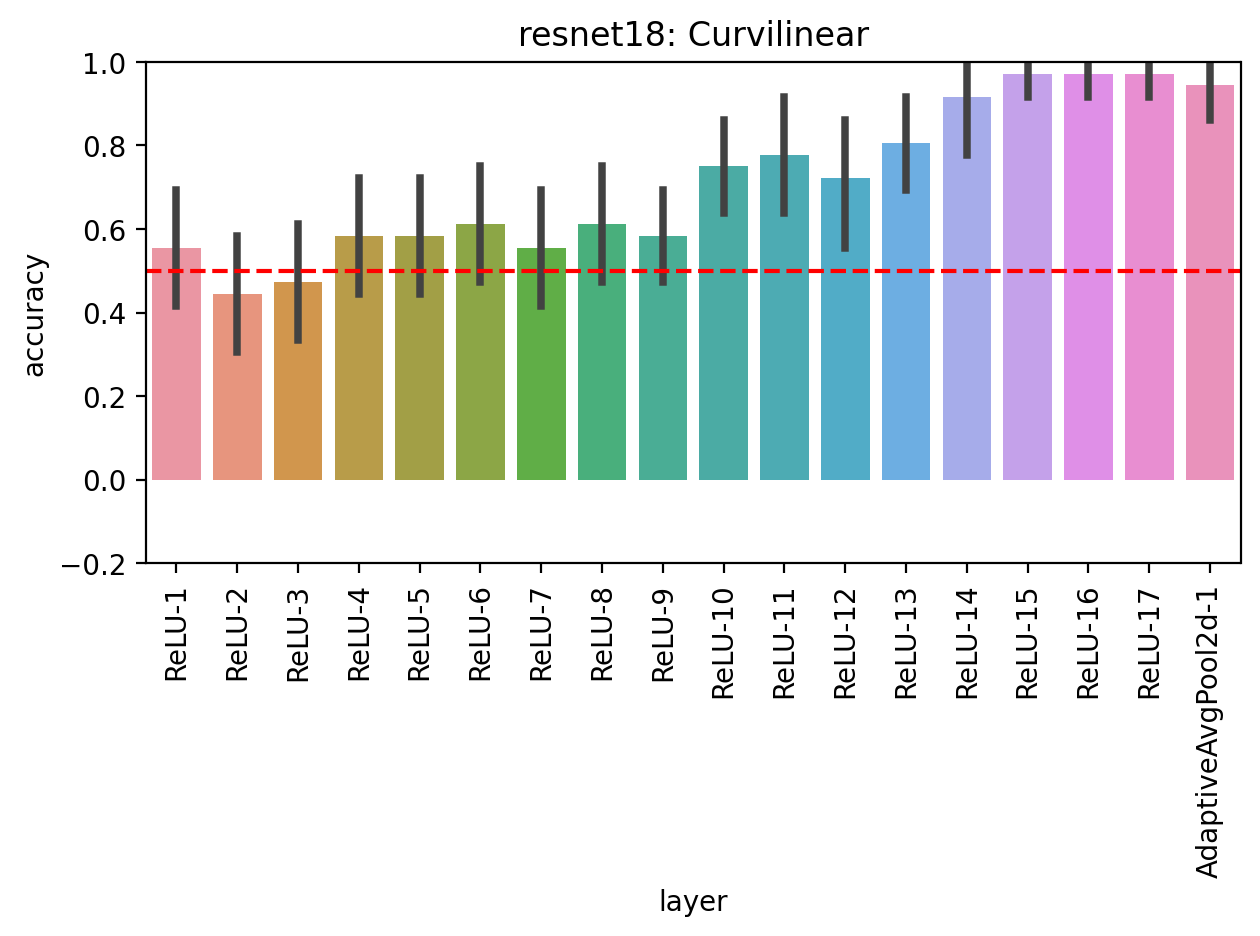 resnet18: Curvilinear
1.0
0.8
0.6
0.4
0.2
0.0
−0.2
accuracy
ReLU-1
ReLU-2
ReLU-3
ReLU-4
ReLU-5
ReLU-6
ReLU-7
ReLU-8
ReLU-9
ReLU-10
ReLU-11
ReLU-12
ReLU-13
ReLU-14
ReLU-15
ReLU-16
ReLU-17
AdaptiveAvgPool2d-1
layer